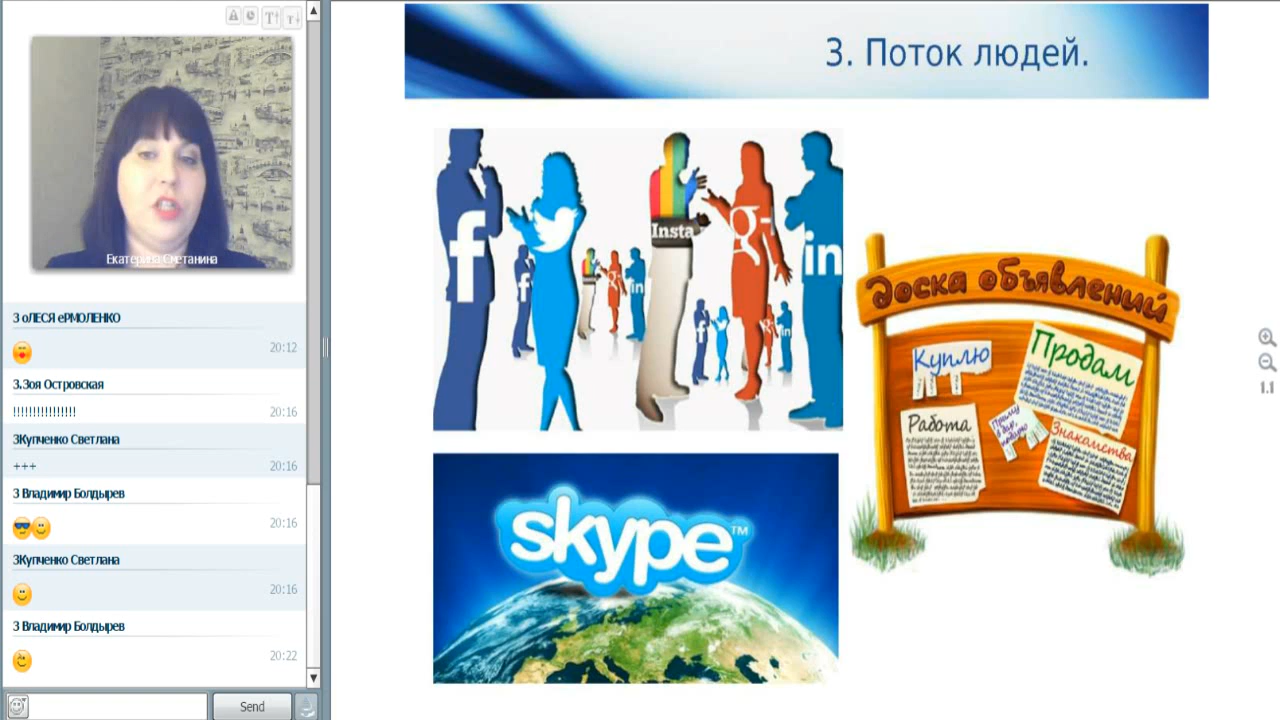 Екатерина Сметанина
3 оЛЕСЯ еРМОЛЕНКО
20:12
3.Зоя Островская
!!!!!!!!!!!!!!!!
20:16
3Купченко Светлана
+++
20:16
3 Владимир Болдырев
20:16
3Купченко Светлана
20:16
3 Владимир Болдырев
20:22
Send
3. Поток людей.
f
Insta
g+
in
f
f
in
skype™
Доска объявлений
Куплю
Продам
Работа
Знакомства
1:1